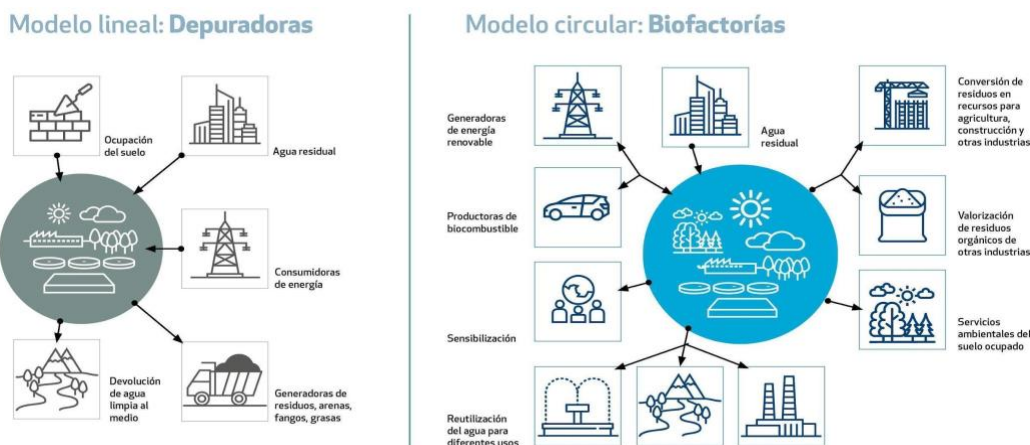 Modelo lineal: Depuradoras
Ocupación
del suelo
Agua residual
Consumidoras
de energía
Devolución
de agua
limpia al
medio
Generadoras de
residuos, arenas,
fangos, grasas
Modelo circular: Biofactorías
Generadoras
de energía
renovable
Agua
residual
Conversión de
residuos en
recursos para
agricultura,
construcción y
otras industrias
Productoras de
biocombustible
Valorización
de residuos
orgánicos de
otras industrias
Sensibilización
Servicios
ambientales del
suelo ocupado
Reutilización
del agua para
diferentes usos